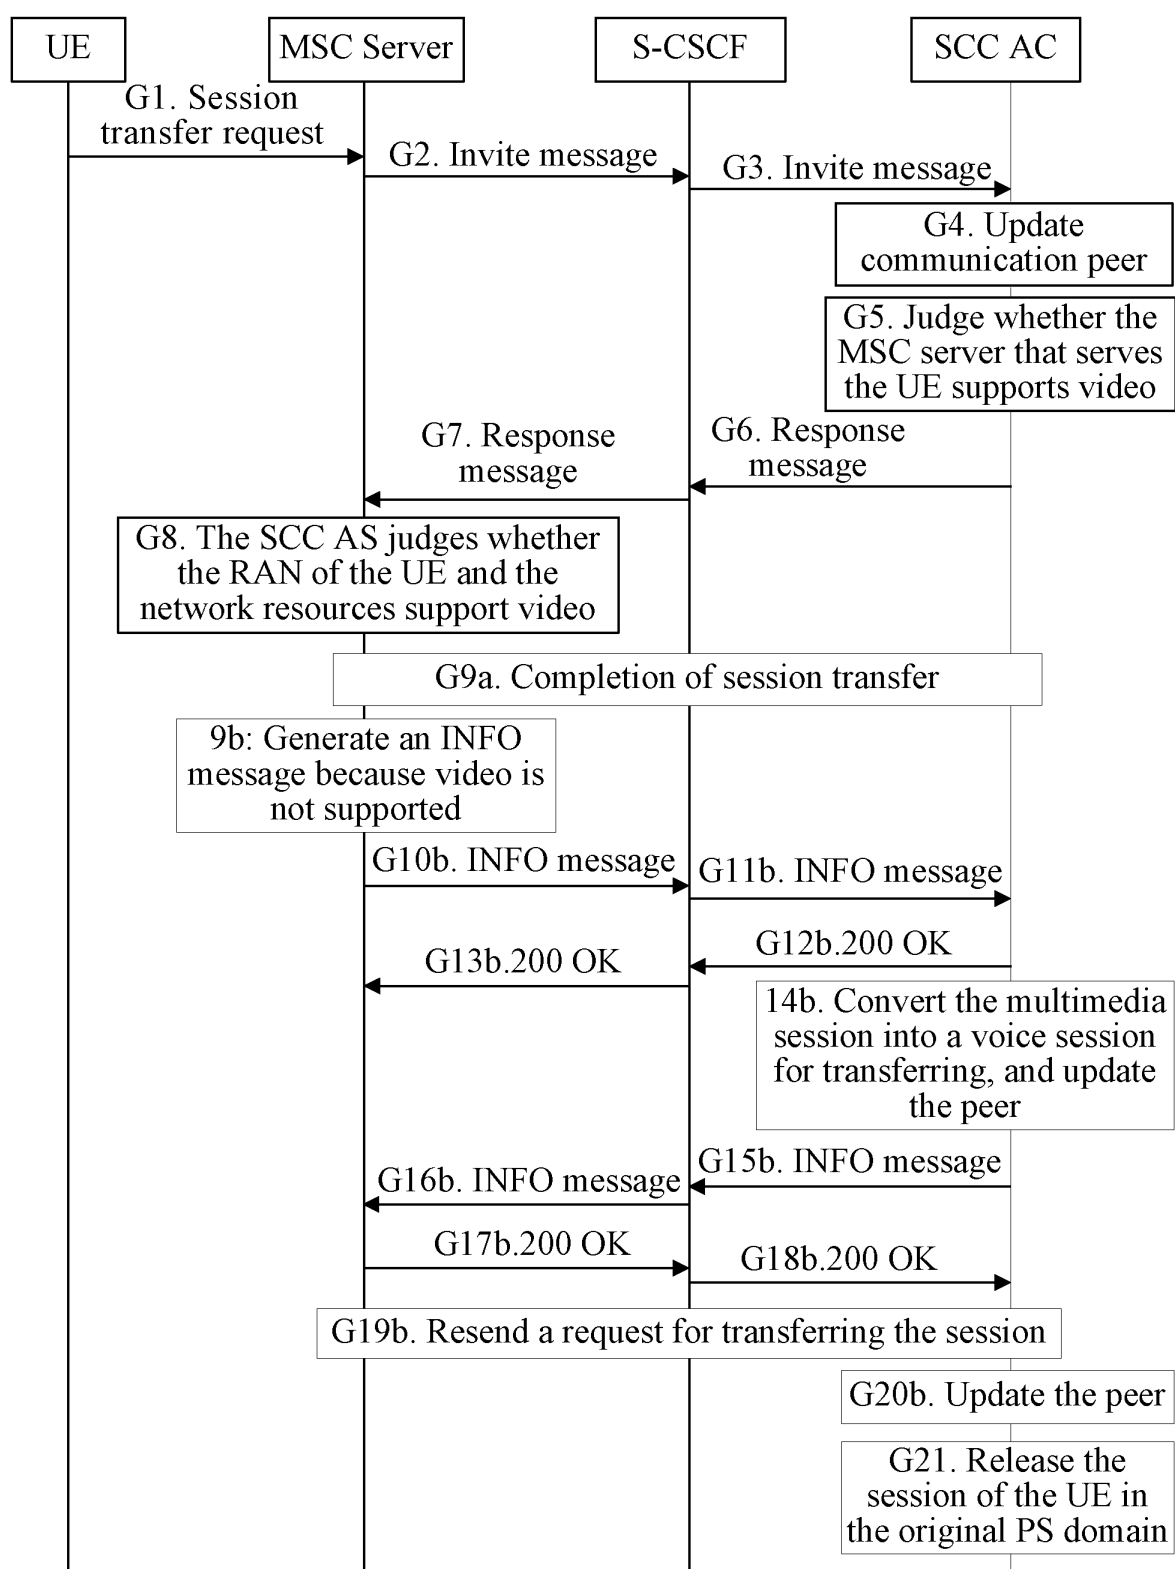 UE
MSC Server
S-CSCF
SCC AC
G1. Session
transfer request
G2. Invite message
G3. Invite message
G4. Update
communication peer
G5. Judge whether the
MSC server that serves
the UE supports video
G6. Response
message
G7. Response
message
G8. The SCC AS judges whether
the RAN of the UE and the
network resources support video
G9a. Completion of session transfer
9b: Generate an INFO
message because video is
not supported
G10b. INFO message
G11b. INFO message
G12b.200 OK
G13b.200 OK
14b. Convert the multimedia
session into a voice session
for transferring, and update
the peer
G15b. INFO message
G16b. INFO message
G17b.200 OK
G18b.200 OK
G19b. Resend a request for transferring the session
G20b. Update the peer
G21. Release the
session of the UE in
the original PS domain